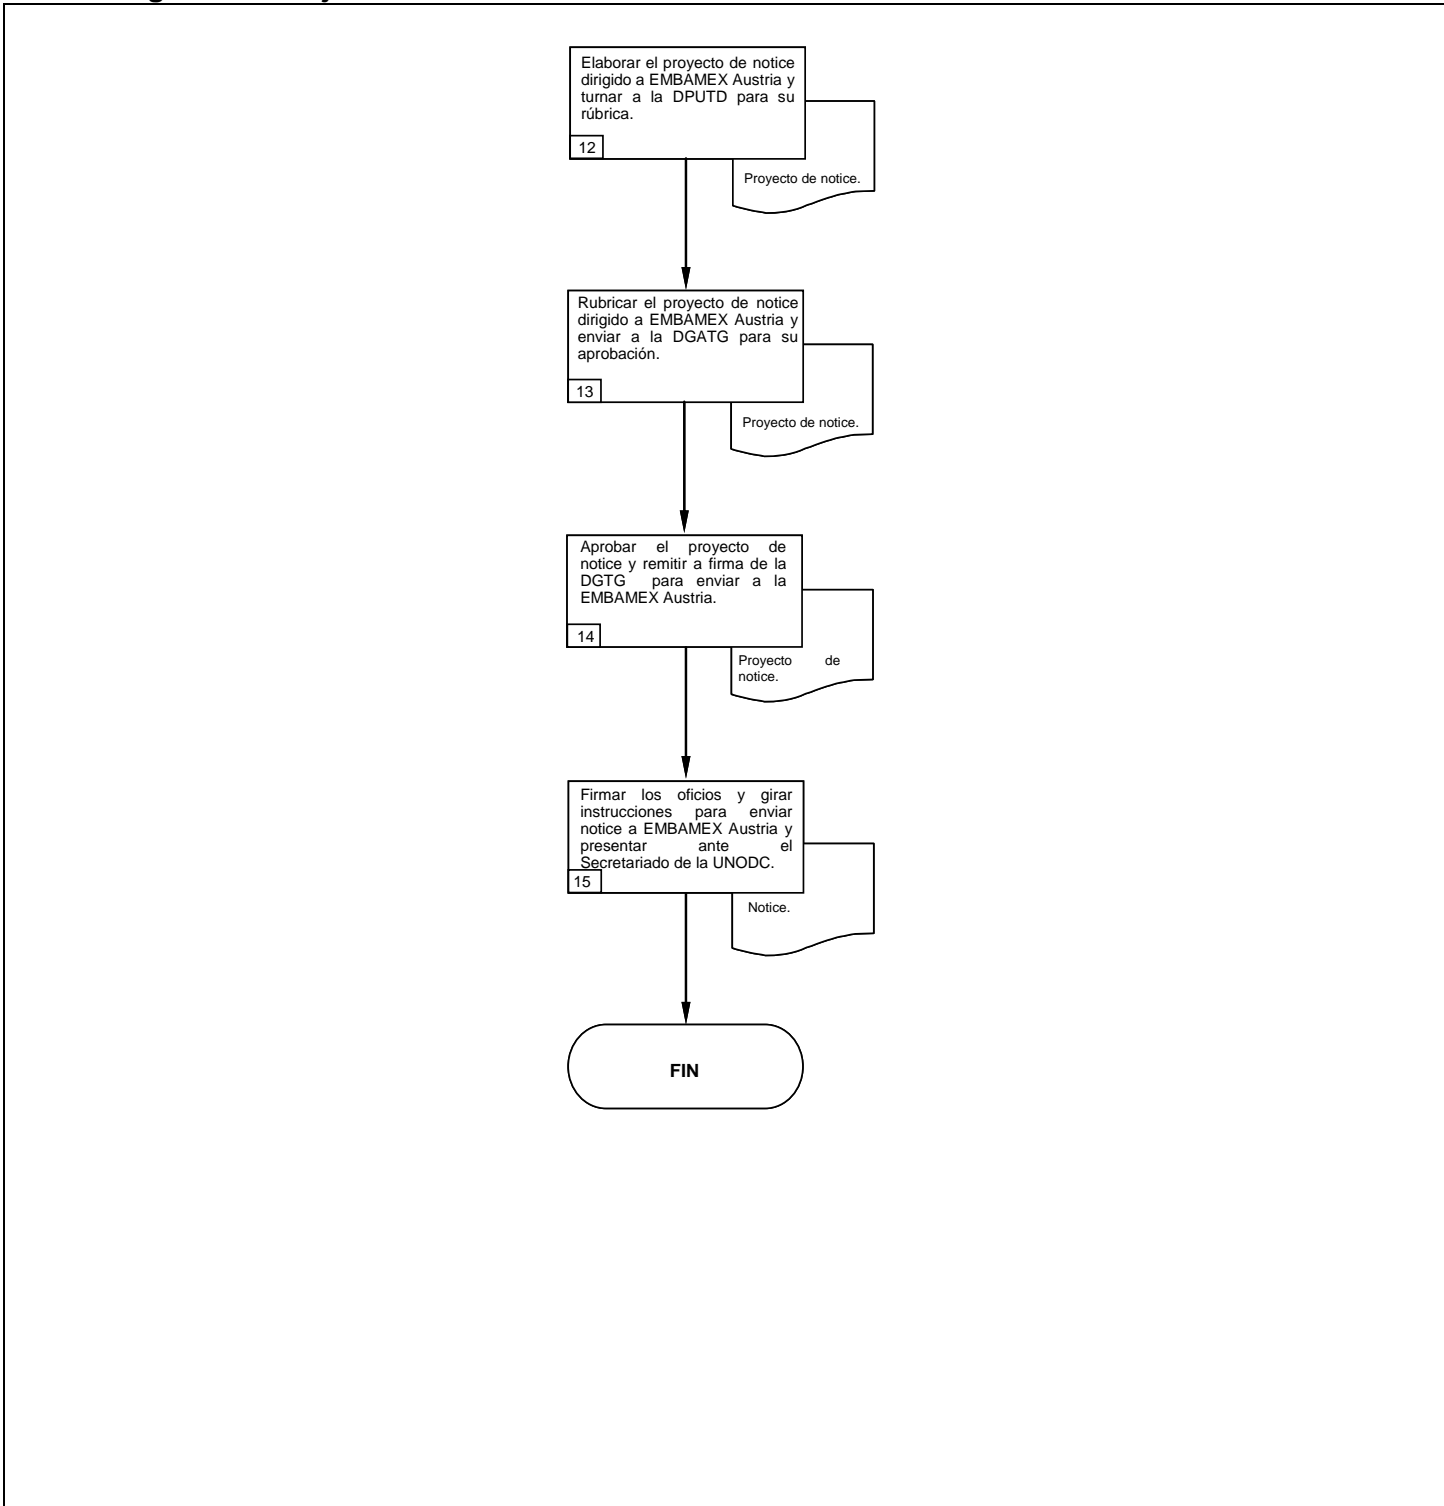 Elaborar el proyecto de notice
dirigido a EMBAMEX Austria y
turnar a la DPUTD para su
rúbrica.
12
Proyecto de notice.
Rubricar el proyecto de notice
dirigido a EMBAMEX Austria y
enviar a la DGATG para su
aprobación.
13
Proyecto de notice.
Aprobar el proyecto de
notice y remitir a firma de la
DGTG para enviar a la
EMBAMEX Austria.
14
Proyecto de
notice.
Firmar los oficios y girar
instrucciones para enviar
notice a EMBAMEX Austria y
presentar ante el
Secretariado de la UNODC.
15
Notice.
FIN